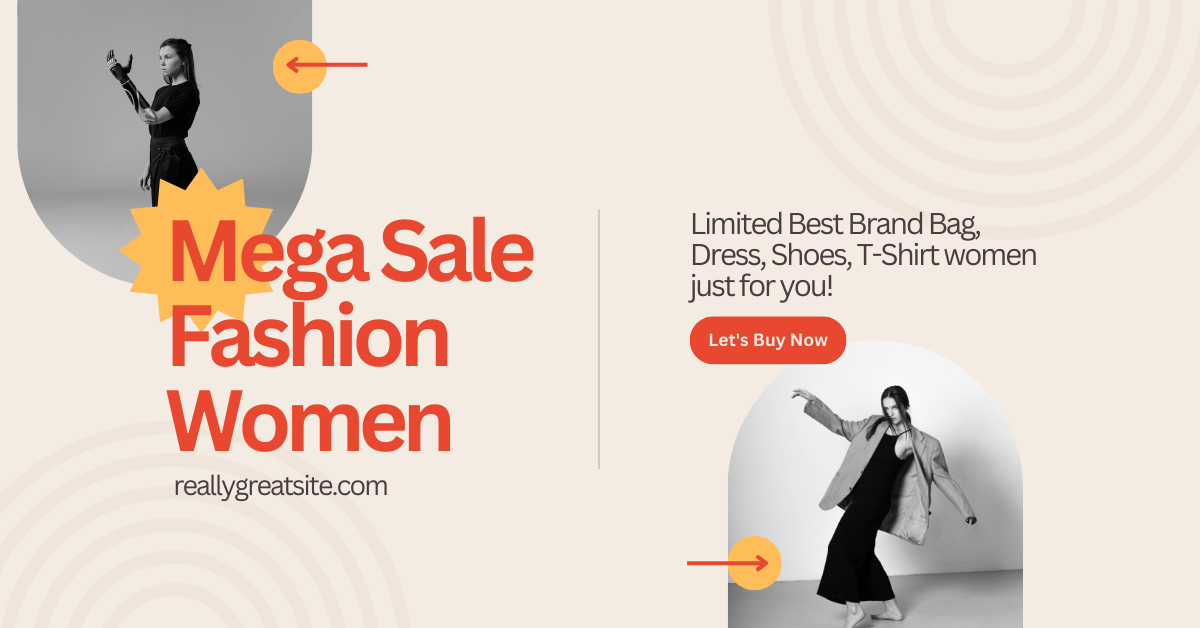 Mega Sale
Fashion
Women
reallygreatsite.com
Limited Best Brand Bag,
Dress, Shoes, T-Shirt women
just for you!
Let's Buy Now